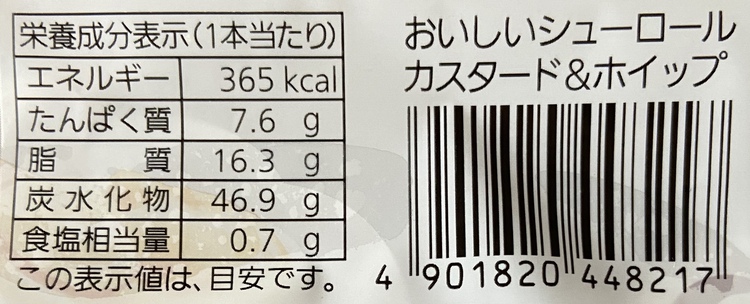 栄養成分表示(1本当たり)
エネルギー 365 kcal
たんぱく質 7.6 g
脂質 16.3 g
炭水化物 46.9 g
食塩相当量 0.7 g
この表示値は、目安です。
おいしいシューロール
カスタード&ホイップ
4 901820 448217